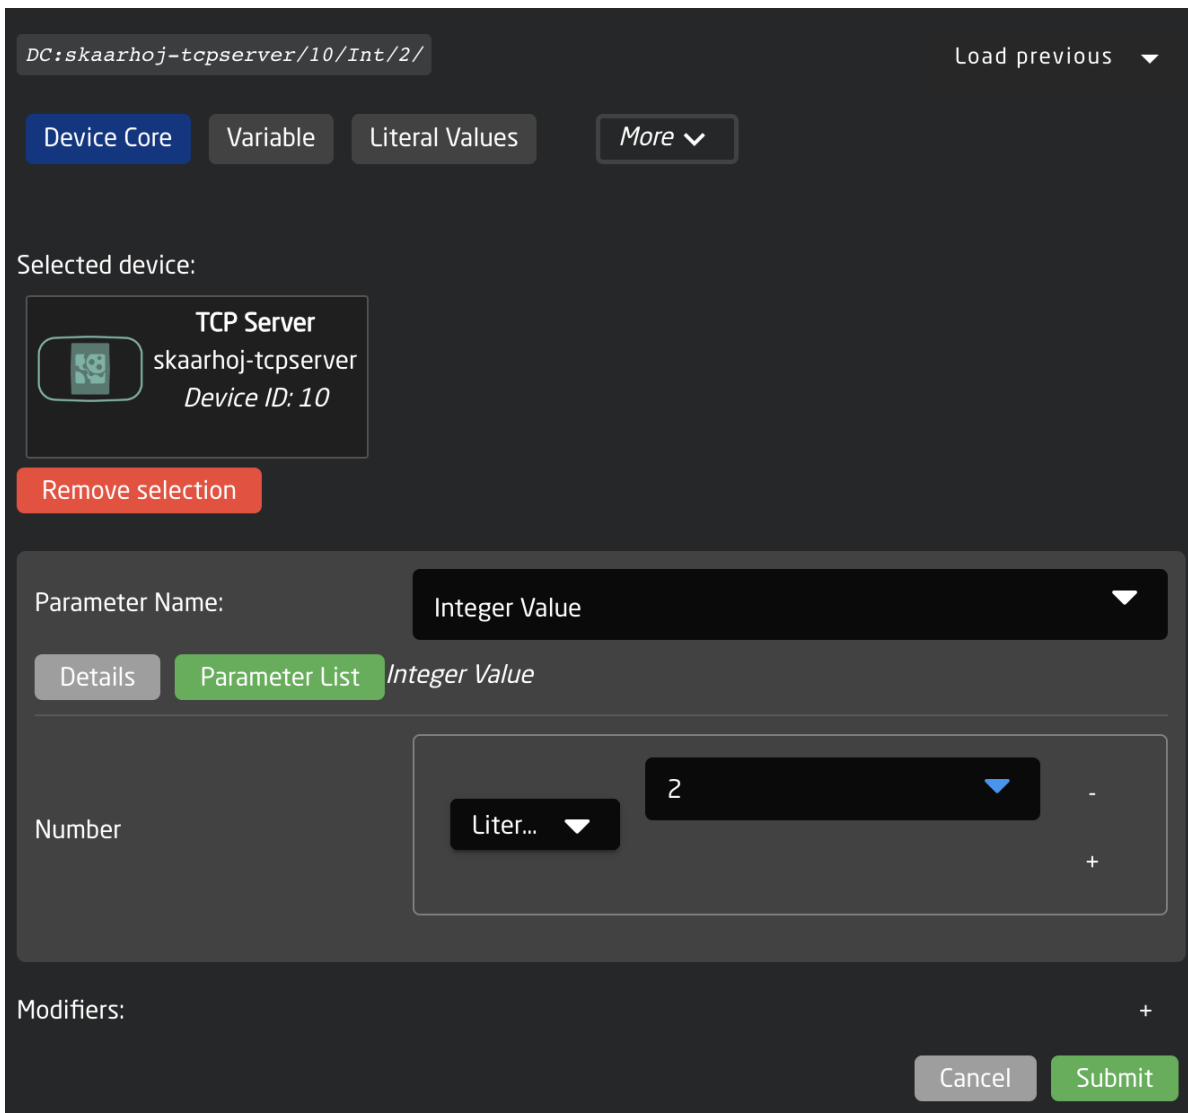 DC:skaarhoj-tcpserver/10/Int/2/
Load previous
Device Core
Variable
Literal Values
More
Selected device:
TCP Server
skaarhoj-tcpserver
Device ID: 10
Remove selection
Parameter Name:
Integer Value
Details
Parameter List
Integer Value
Number
Liter...
2
-
+
Modifiers:
+
Cancel
Submit